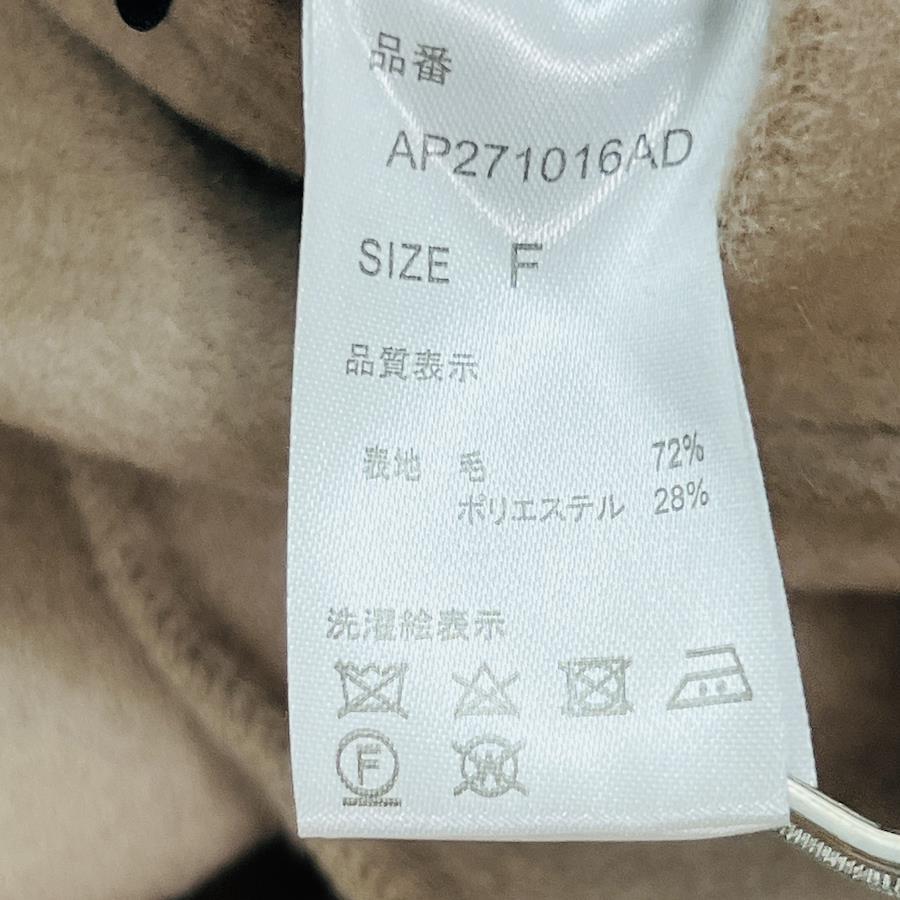 品番
AP271016AD
SIZE F
品質表示
表地 毛 72%
ポリエステル 28%
洗濯絵表示
F W